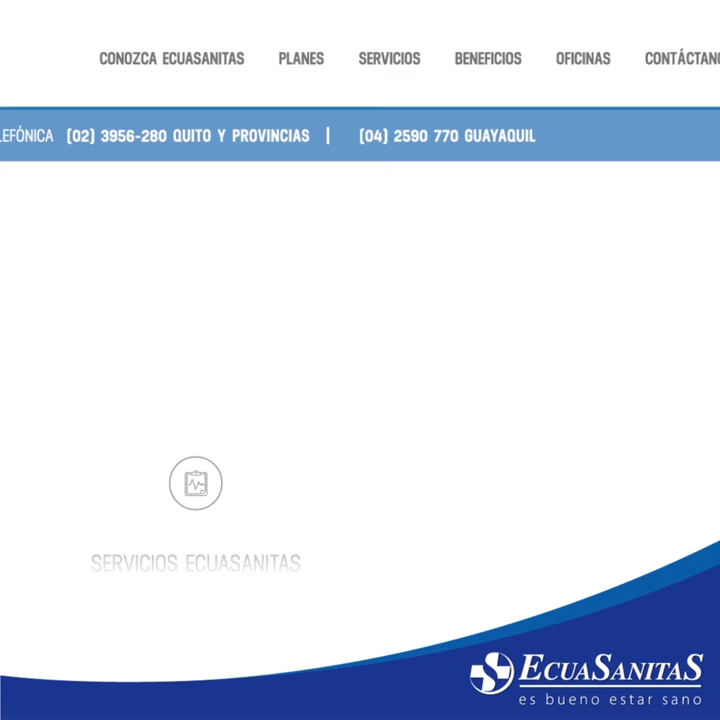 CONOZCA ECUASANITAS PLANES SERVICIOS BENEFICIOS OFICINAS CONTÁCTAN
LEFÓNICA (02) 3956-280 QUITO Y PROVINCIAS | (04) 2590 770 GUAYAQUIL
SERVICIOS ECUASANITAS
ECUASANITAS
es bueno estar sano